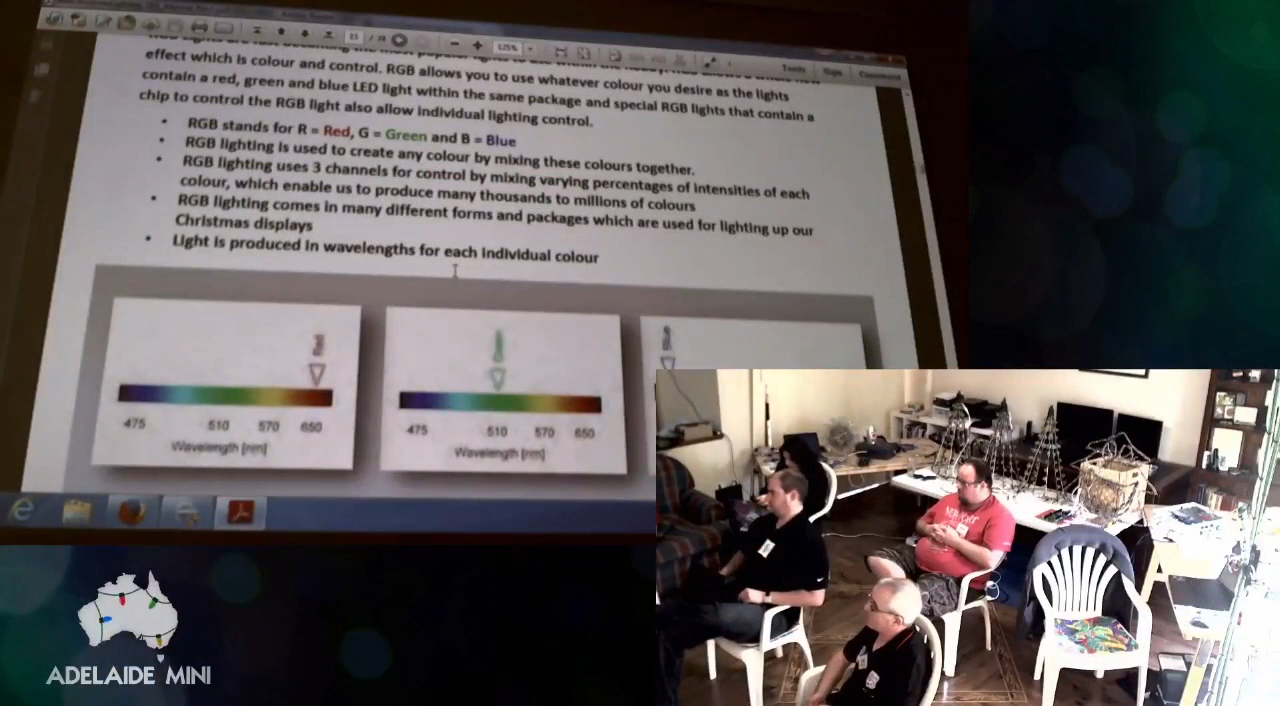 15 / 78
125%
Tools Sign Comment
effect which is colour and control. RGB allows you to use whatever colour you desire as the lights
contain a red, green and blue LED light within the same package and special RGB lights that contain a
chip to control the RGB light also allow individual lighting control.
• RGB stands for R = Red, G = Green and B = Blue
• RGB lighting is used to create any colour by mixing these colours together.
• RGB lighting uses 3 channels for control by mixing varying percentages of intensities of each
colour, which enable us to produce many thousands to millions of colours
• RGB lighting comes in many different forms and packages which are used for lighting up our
Christmas displays
• Light is produced in wavelengths for each individual colour
475 510 570 650
Wavelength [nm]
475 510 570 650
Wavelength [nm]
ADELAIDE MINI